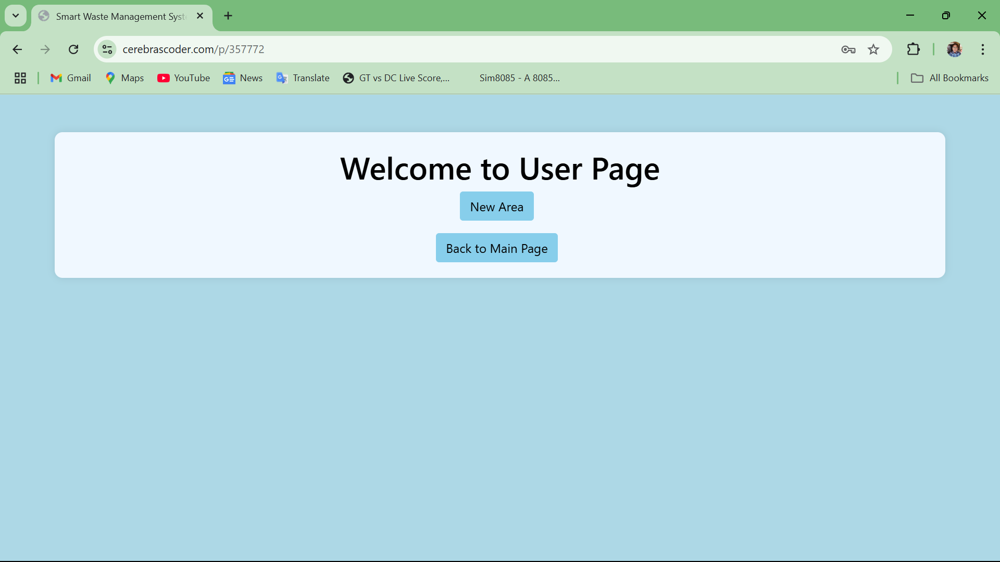 Smart Waste Management Syst
cerebrascoder.com/p/357772
Gmail
Maps
YouTube
News
Translate
GT vs DC Live Score,...
Sim8085 - A 8085...
All Bookmarks
Welcome to User Page
New Area
Back to Main Page